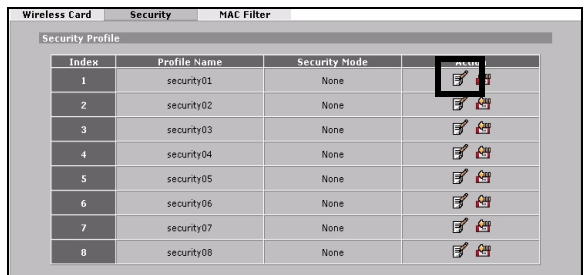 Wireless Card Security MAC Filter
Security Profile
Index Profile Name Security Mode Action
1 security01 None
2 security02 None
3 security03 None
4 security04 None
5 security05 None
6 security06 None
7 security07 None
8 security08 None